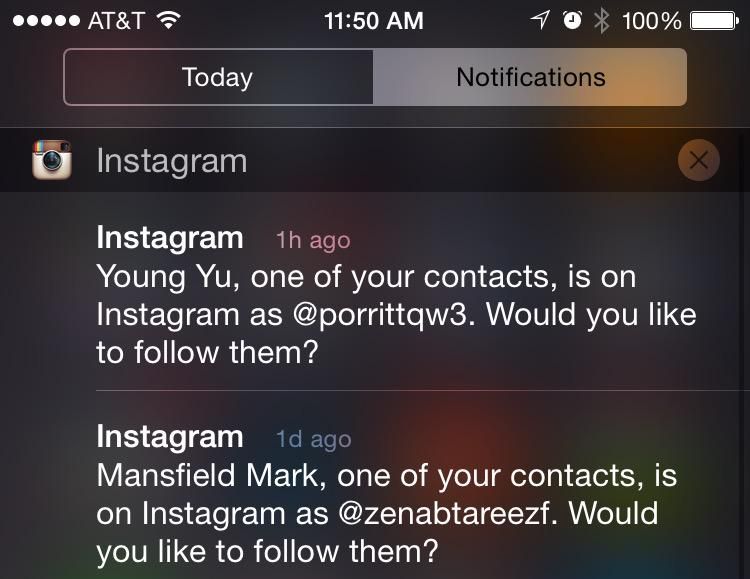 AT&T 11:50 AM 100%
Today Notifications
Instagram
Instagram 1h ago
Young Yu, one of your contacts, is on
Instagram as @porrittqw3. Would you like
to follow them?
Instagram 1d ago
Mansfield Mark, one of your contacts, is
on Instagram as @zenabtareezf. Would
you like to follow them?